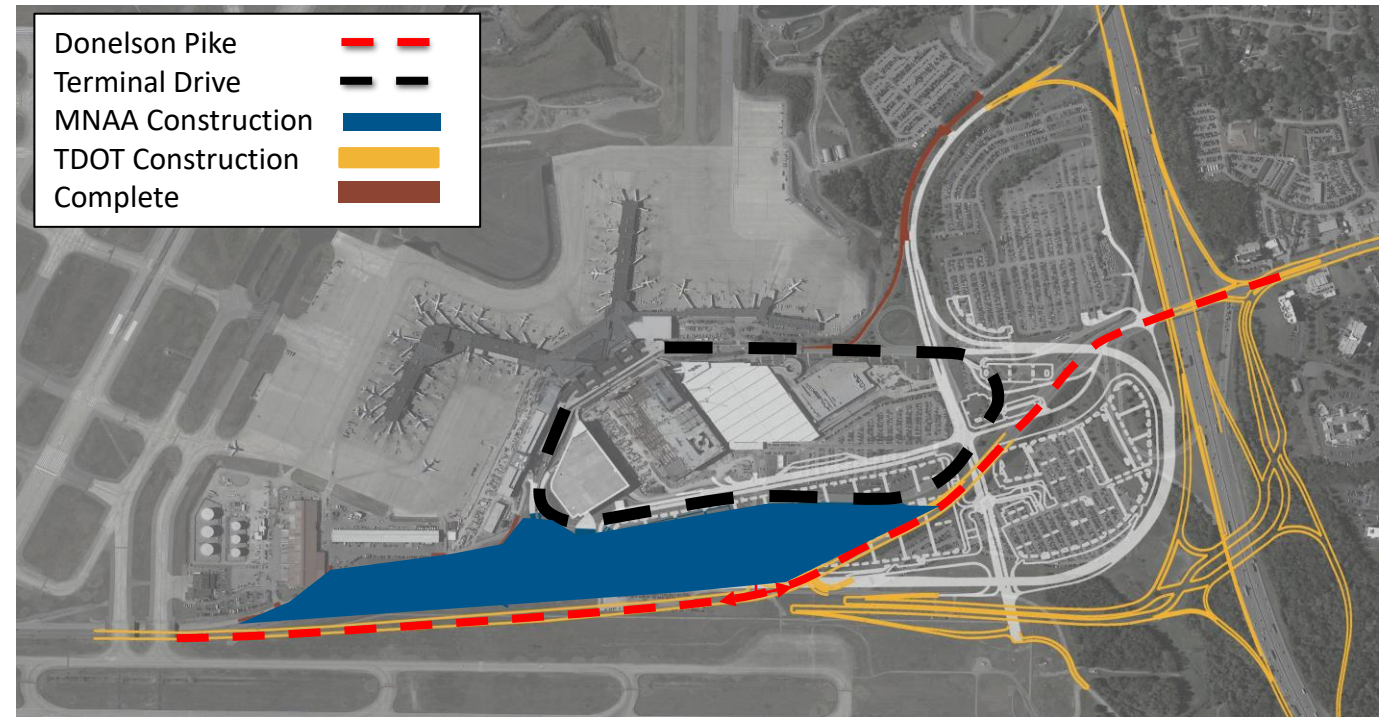 Donelson Pike
Terminal Drive
MNAA Construction
TDOT Construction
Complete